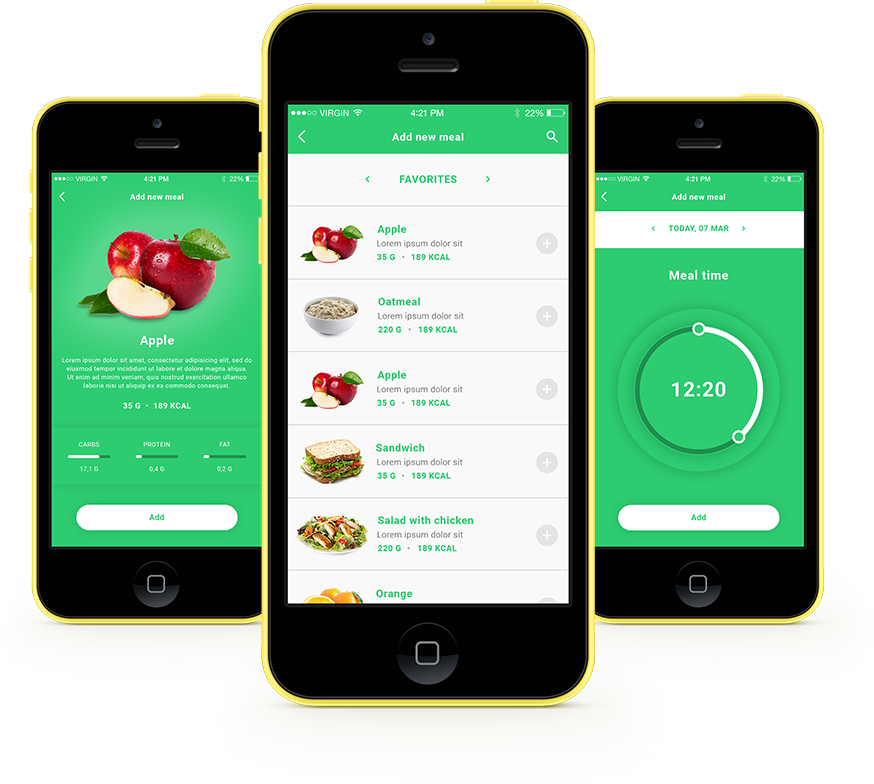 VIRGIN 4:21 PM 22%
Add new meal
Apple
Lorem ipsum dolor sit amet, consectetur adipisicing elit, sed do
eiusmod tempor incididunt ut labore et dolore magna aliqua.
Ut enim ad minim veniam, quis nostrud exercitation ullamco
laboris nisi ut aliquip ex ea commodo consequat.
35 G • 189 KCAL
CARBS PROTEIN FAT
17,1 g 0,4 g 0,2 g
Add
VIRGIN 4:21 PM 22%
Add new meal
FAVORITES
Apple
Lorem ipsum dolor sit
35 G • 189 KCAL
Oatmeal
Lorem ipsum dolor sit
220 G • 189 KCAL
Apple
Lorem ipsum dolor sit
35 G • 189 KCAL
Sandwich
Lorem ipsum dolor sit
35 G • 189 KCAL
Salad with chicken
Lorem ipsum dolor sit
220 G • 189 KCAL
Orange
VIRGIN 4:21 PM 22%
Add new meal
TODAY, 07 MAR
Meal time
12:20
Add